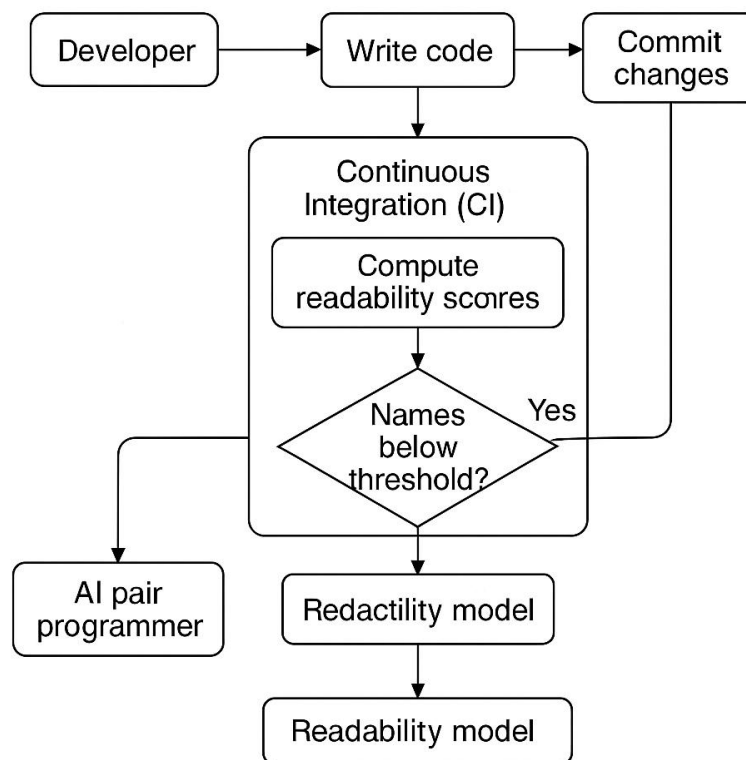 Developer
Write code
Commit
changes
Continuous
Integration (CI)
Compute
readability scomres
Names
below
threshold?
Yes
AI pair
programmer
Redactility model
Readability model